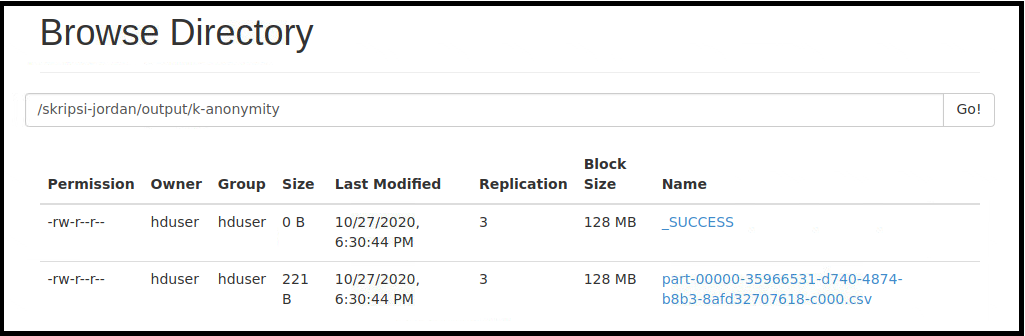 Browse Directory
/skripsi-jordan/output/k-anonymity Go!
Permission Owner Group Size Last Modified Replication Block Size Name
-rw-r--r-- hduser hduser 0 B 10/27/2020, 6:30:44 PM 3 128 MB _SUCCESS
-rw-r--r-- hduser hduser 221 B 10/27/2020, 6:30:44 PM 3 128 MB part-00000-35966531-d740-4874-b8b3-8afd32707618-c000.csv